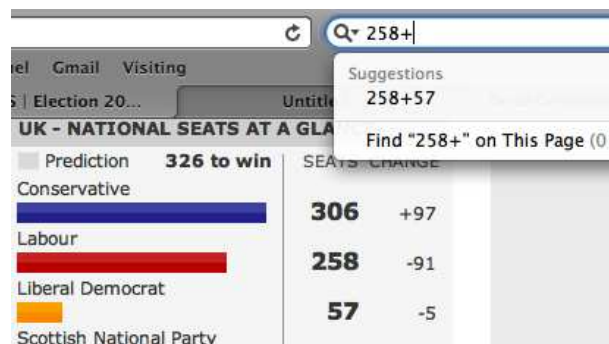 258+
el Gmail Visiting
Suggestions
258+57
S | Election 20...
Untitle
Find "258+" on This Page (0
UK - NATIONAL SEATS AT A GLAN
Prediction 326 to win SEATS CHANGE
Conservative
306 +97
Labour
258 -91
Liberal Democrat
57 -5
Scottish National Party